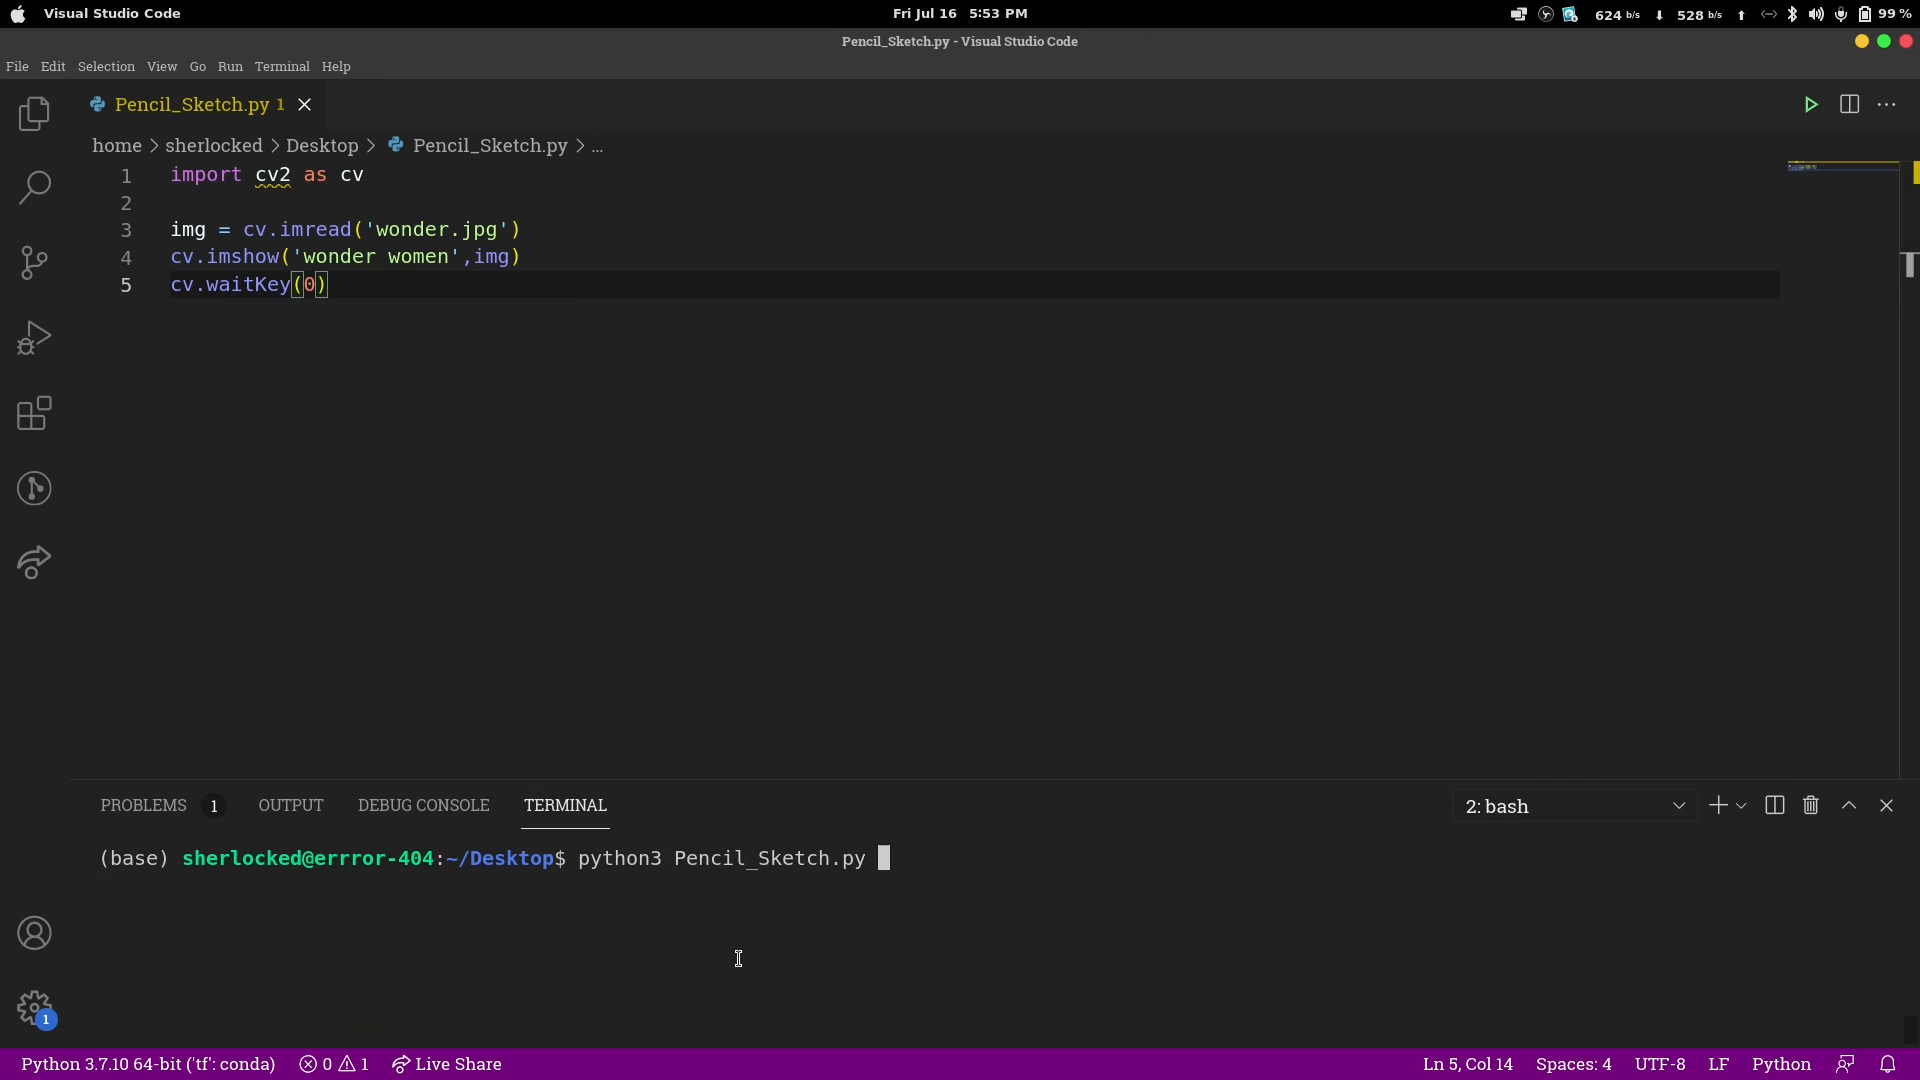 Visual Studio Code
Fri Jul 16 5:53 PM
624 b/s 528 b/s 99 %
Pencil_Sketch.py - Visual Studio Code
File Edit Selection View Go Run Terminal Help
Pencil_Sketch.py 1
home > sherlocked > Desktop > Pencil_Sketch.py > ...
1 import cv2 as cv
2
3 img = cv.imread('wonder.jpg')
4 cv.imshow('wonder women',img)
5 cv.waitKey(0)
PROBLEMS 1 OUTPUT DEBUG CONSOLE TERMINAL 2: bash
(base) sherlocked@errror-404:~/Desktop$ python3 Pencil_Sketch.py
1
Python 3.7.10 64-bit ('tf': conda) 0 1 Live Share Ln 5, Col 14 Spaces: 4 UTF-8 LF Python